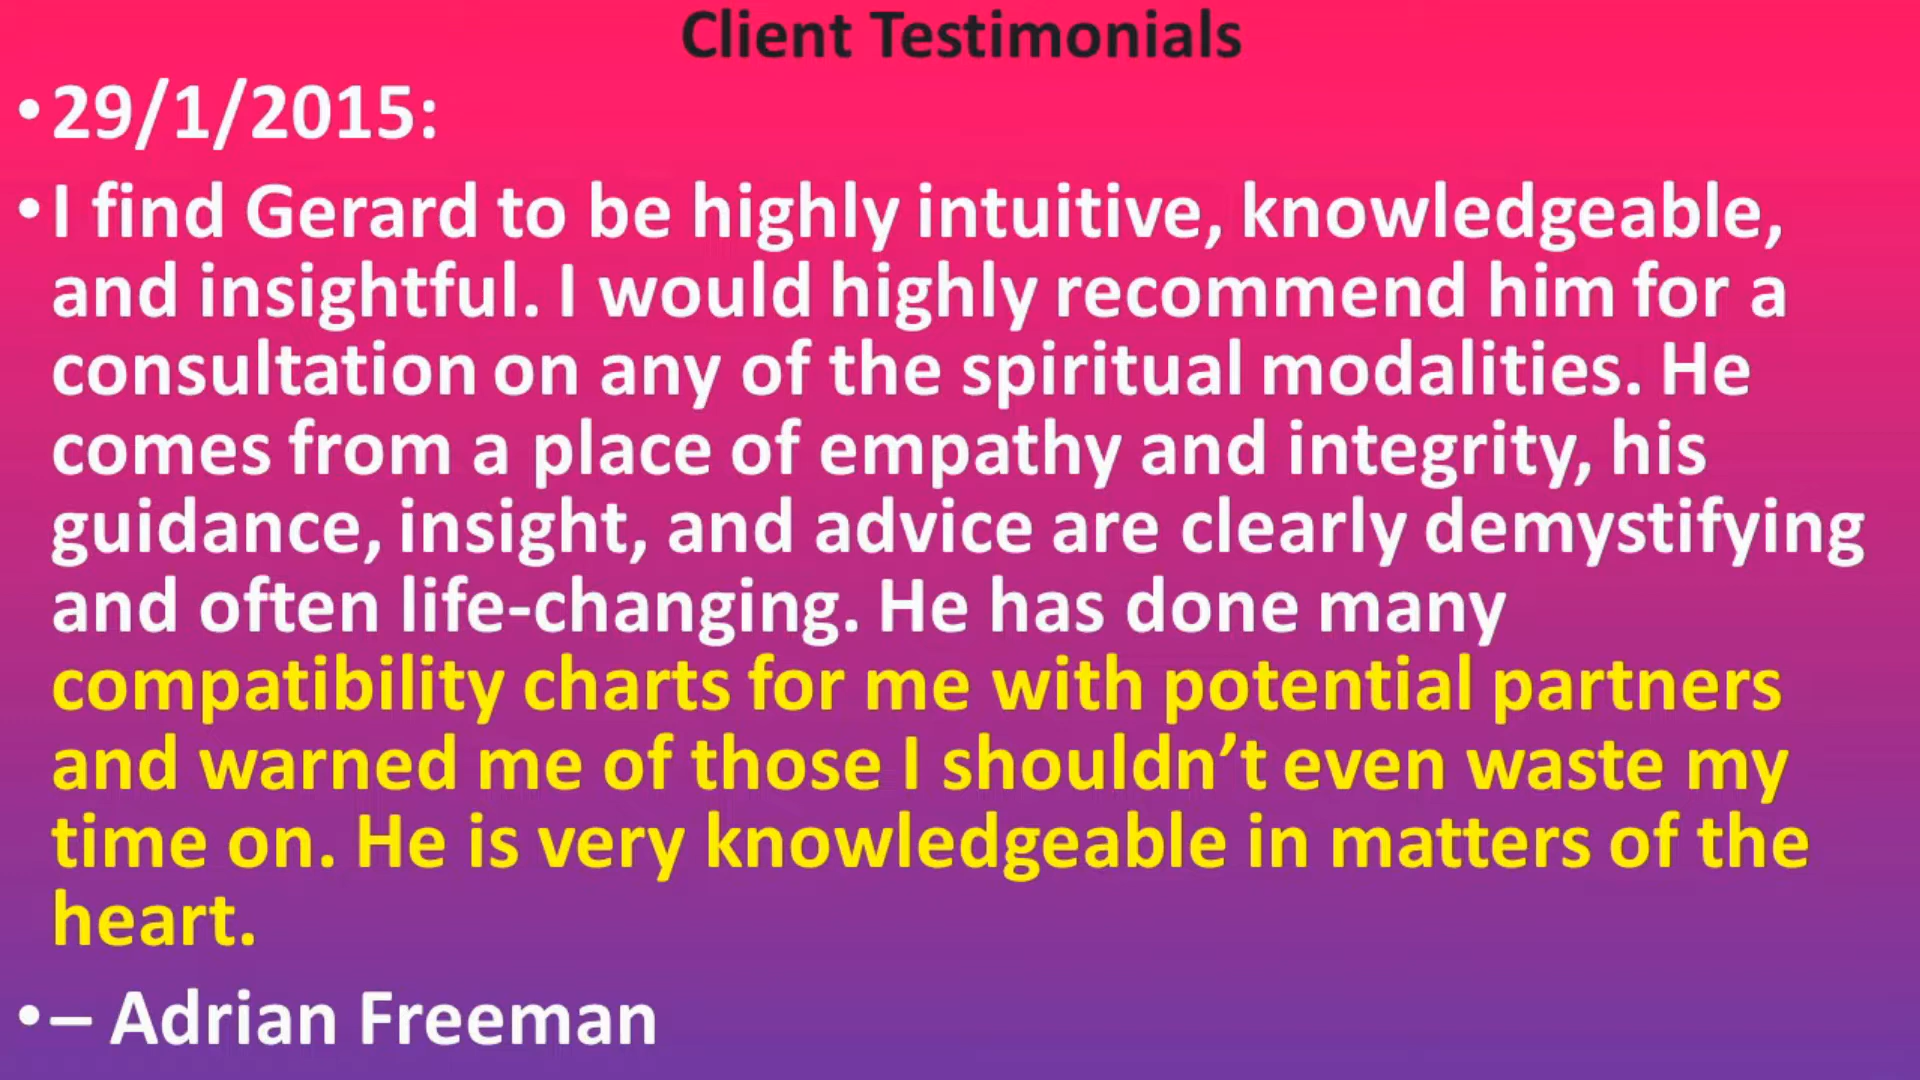 Client Testimonials
•29/1/2015:
•I find Gerard to be highly intuitive, knowledgeable,
and insightful. I would highly recommend him for a
consultation on any of the spiritual modalities. He
comes from a place of empathy and integrity, his
guidance, insight, and advice are clearly demystifying
and often life-changing. He has done many
compatibility charts for me with potential partners
and warned me of those I shouldn’t even waste my
time on. He is very knowledgeable in matters of the
heart.
•– Adrian Freeman